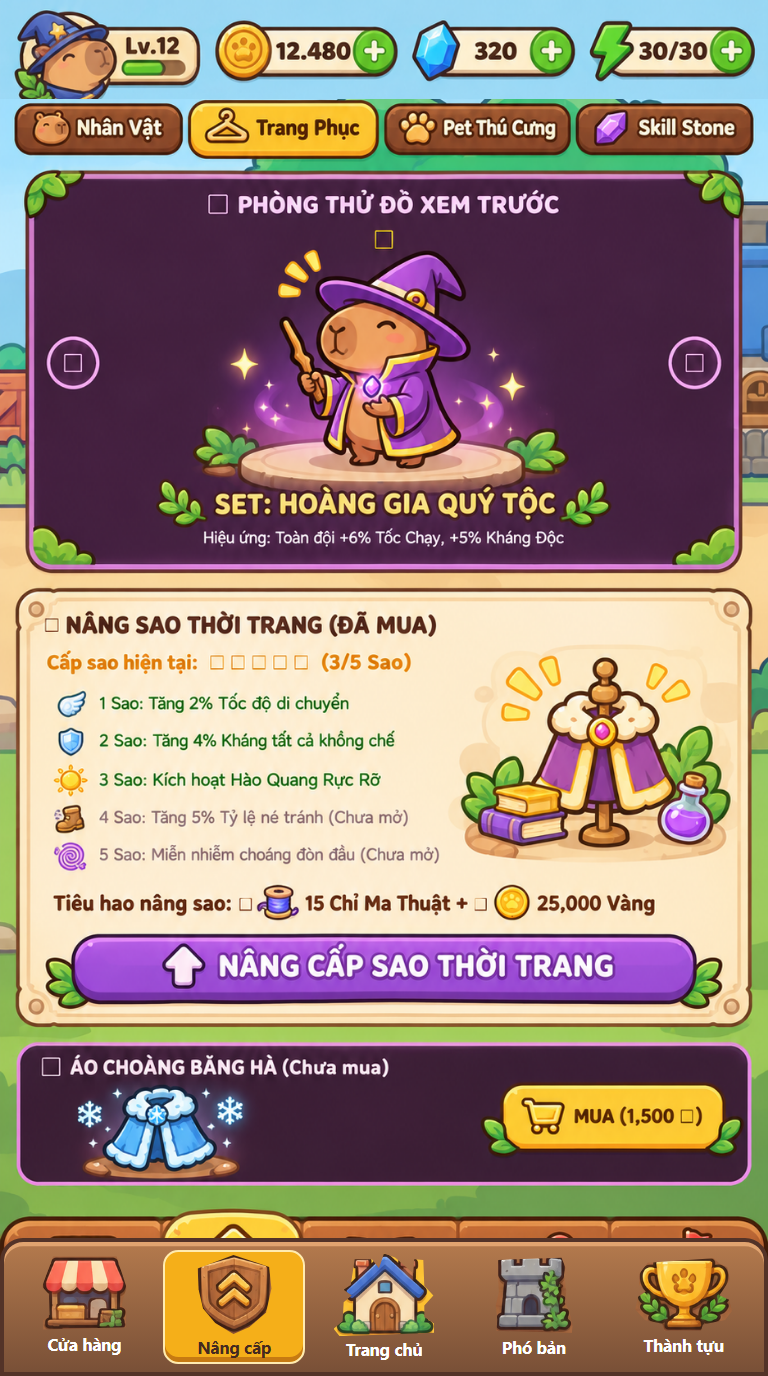 Lv.12
12.480
320
30/30
Nhân Vật
Trang Phục
Pet Thú Cưng
Skill Stone
□ PHÒNG THỬ ĐỒ XEM TRƯỚC
□
□
□
SET: HOÀNG GIA QUÝ TỘC
Hiệu ứng: Toàn đội +6% Tốc Chạy, +5% Kháng Độc
□ NÂNG SAO THỜI TRANG (ĐÃ MUA)
Cấp sao hiện tại: □ □ □ □ □ (3/5 Sao)
1 Sao: Tăng 2% Tốc độ di chuyển
2 Sao: Tăng 4% Kháng tất cả khồng chế
3 Sao: Kích hoạt Hào Quang Rực Rỡ
4 Sao: Tăng 5% Tỷ lệ né tránh (Chưa mở)
5 Sao: Miễn nhiễm choáng đòn đầu (Chưa mở)
Tiêu hao nâng sao: □ 15 Chỉ Ma Thuật + □ 25,000 Vàng
NÂNG CẤP SAO THỜI TRANG
□ ÁO CHOÀNG BĂNG HÀ (Chưa mua)
MUA (1,500 □)
Cửa hàng
Nâng cấp
Trang chủ
Phó bản
Thành tựu